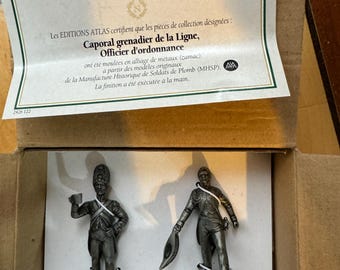 Les EDITIONS ATLAS certifient que les pièces de collection désignées :
Caporal grenadier de la Ligne,
Officier d'ordonnance
ont été moulées en alliage de métaux (zamac)
à partir des modèles originaux
de la Manufacture Historique de Soldats de Plomb (MHSP).
La finition a été exécutée à la main.